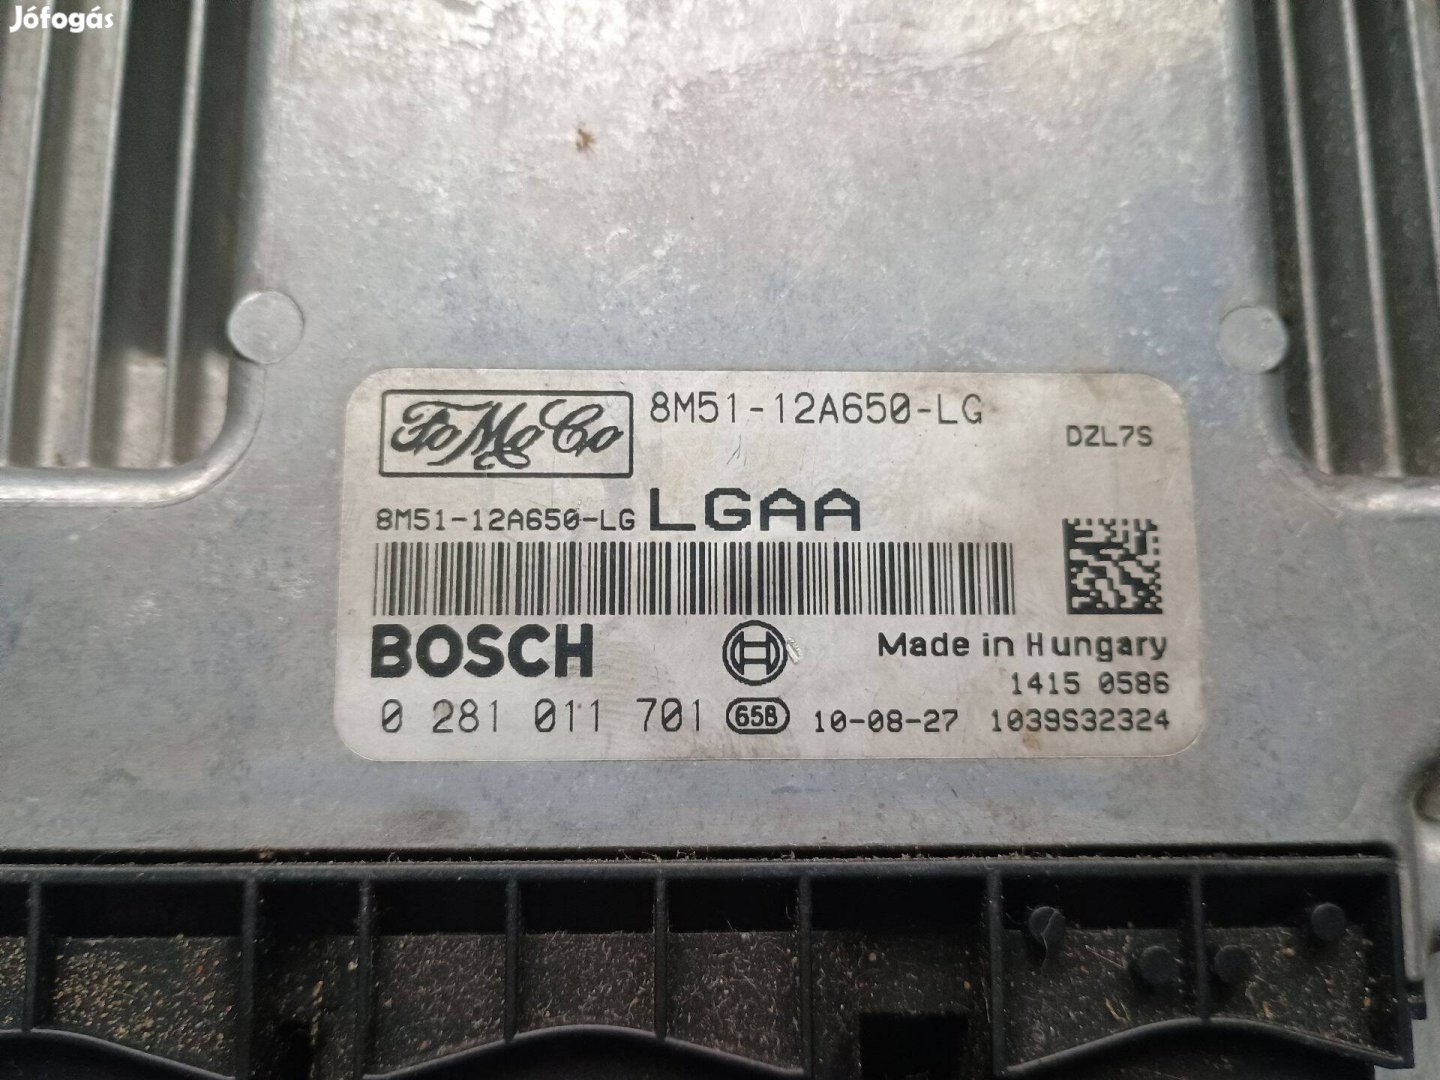 Jófogás
FoMoCo 8M51-12A650-LG
DZL7S
8M51-12A650-LG LGAA
BOSCH Made in Hungary
1415 0586
0 281 011 701 65B 10-08-27 1039S32324